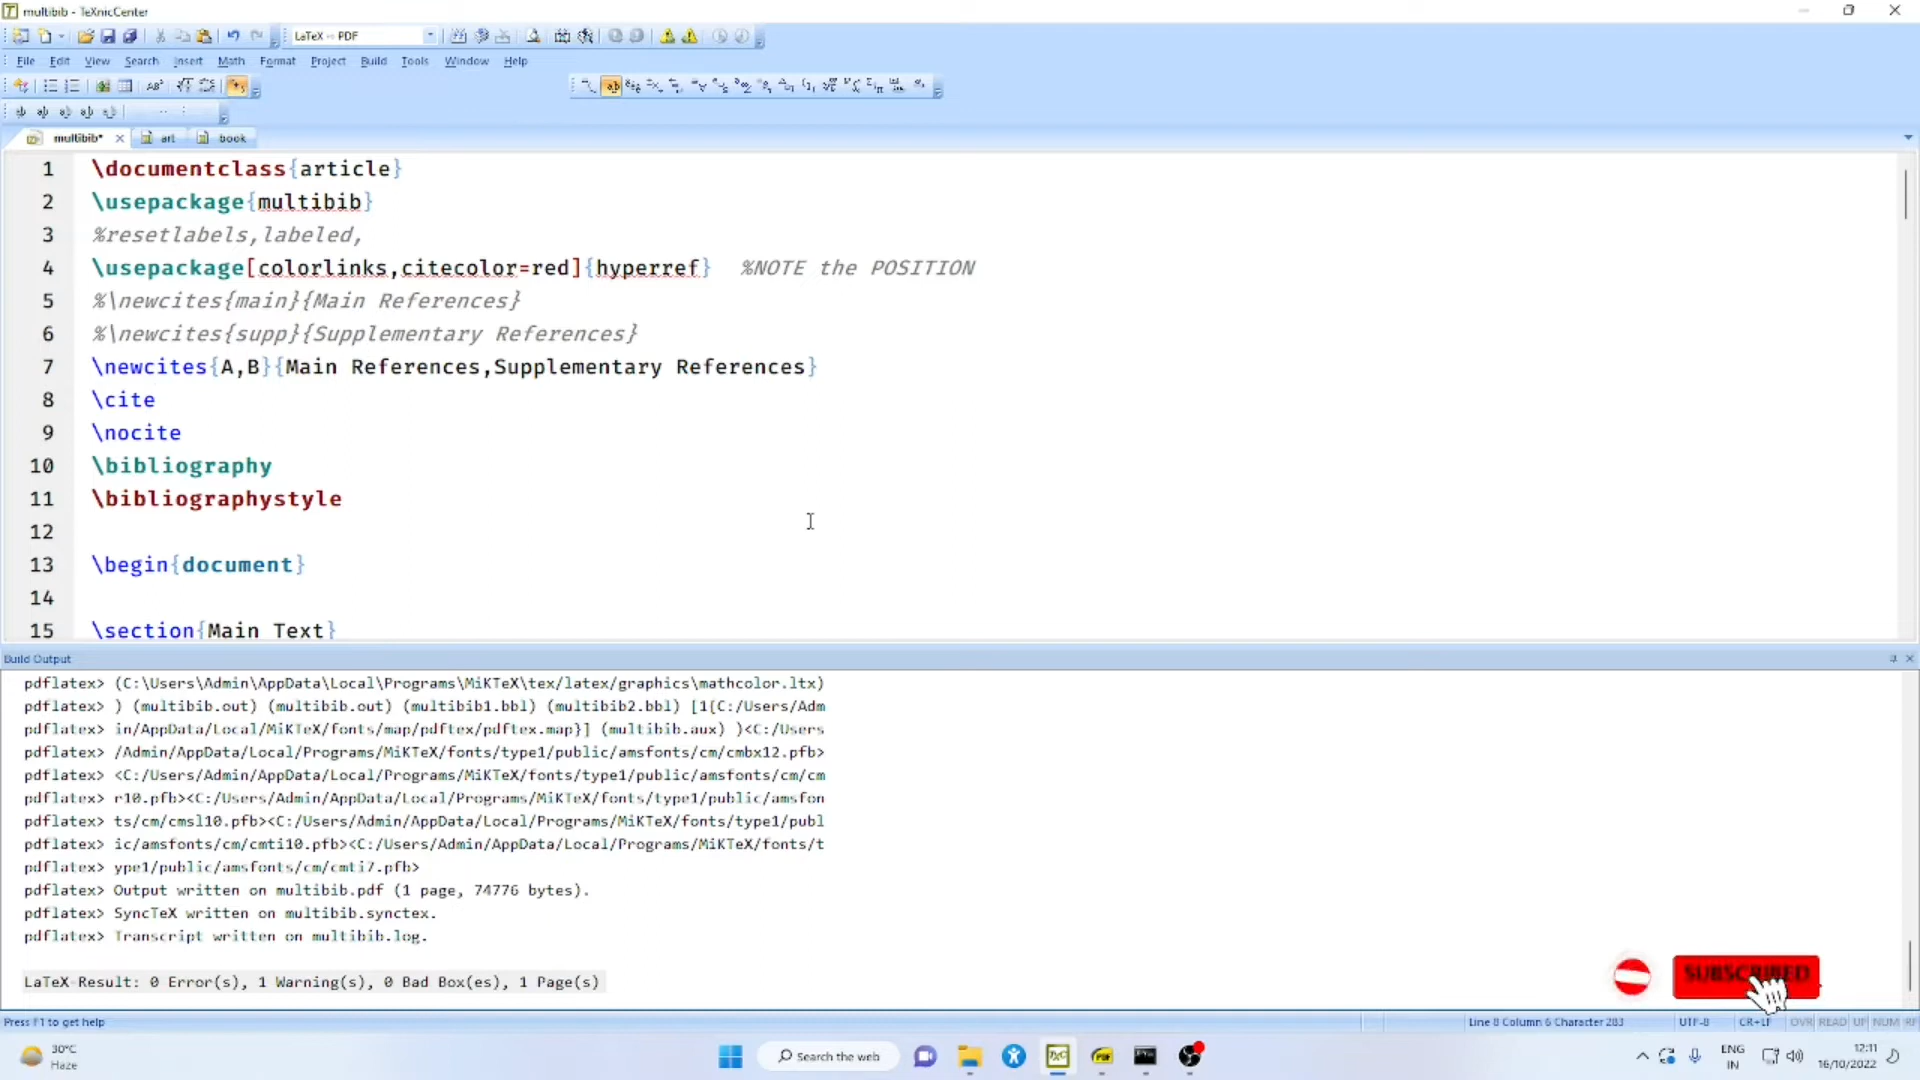 multibib - TeXnicCenter
LaTeX -- PDF
File Edit View Search Insert Math Format Project Build Tools Window Help
multibib* art book
1 \documentclass{article}
2 \usepackage{multibib}
3 %resetlabels,labeled,
4 \usepackage[colorlinks,citecolor=red]{hyperref} %NOTE the POSITION
5 %\newcites{main}{Main References}
6 %\newcites{supp}{Supplementary References}
7 \newcites{A,B}{Main References,Supplementary References}
8 \cite
9 \nocite
10 \bibliography
11 \bibliographystyle
12
13 \begin{document}
14
15 \section{Main Text}
Build Output
pdflatex> (C:\Users\Admin\AppData\Local\Programs\MiKTeX\tex/latex/graphics\mathcolor.ltx)
pdflatex> ) (multibib.out) (multibib.out) (multibib1.bbl) (multibib2.bbl) [1{C:/Users/Adm
pdflatex> in/AppData/Local/MiKTeX/fonts/map/pdftex/pdftex.map}] (multibib.aux) )<C:/Users
pdflatex> /Admin/AppData/Local/Programs/MiKTeX/fonts/type1/public/amsfonts/cm/cmbx12.pfb>
pdflatex> <C:/Users/Admin/AppData/Local/Programs/MiKTeX/fonts/type1/public/amsfonts/cm/cm
pdflatex> r10.pfb><C:/Users/Admin/AppData/Local/Programs/MiKTeX/fonts/type1/public/amsfon
pdflatex> ts/cm/cmsl10.pfb><C:/Users/Admin/AppData/Local/Programs/MiKTeX/fonts/type1/publ
pdflatex> ic/amsfonts/cm/cmti10.pfb><C:/Users/Admin/AppData/Local/Programs/MiKTeX/fonts/t
pdflatex> ype1/public/amsfonts/cm/cmti7.pfb>
pdflatex> Output written on multibib.pdf (1 page, 74776 bytes).
pdflatex> SyncTeX written on multibib.synctex.
pdflatex> Transcript written on multibib.log.
LaTeX-Result: 0 Error(s), 1 Warning(s), 0 Bad Box(es), 1 Page(s)
SUBSCRIBED
Press F1 to get help
Line 8 Column 6 Character 283 UTF-8 CR+LF OVR READ UP NUM RF
30°C
Haze
Search the web
ENG
IN
12:11
16/10/2022